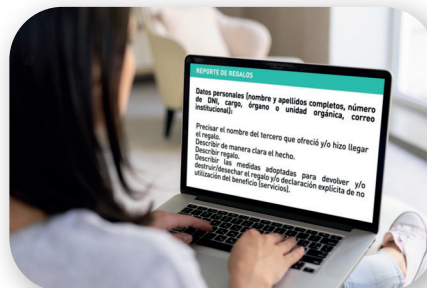 REPORTE DE REGALOS
Datos personales (nombre y apellidos completos, número
de DNI, cargo, órgano o unidad orgánica, correo
institucional):
Precisar el nombre del tercero que ofreció y/o hizo llegar
el regalo.
Describir de manera clara el hecho.
Describir regalo.
Describir las medidas adoptadas para devolver y/o
destruir/desechar el regalo y/o declaración explícita de no
utilización del beneficio (servicios).